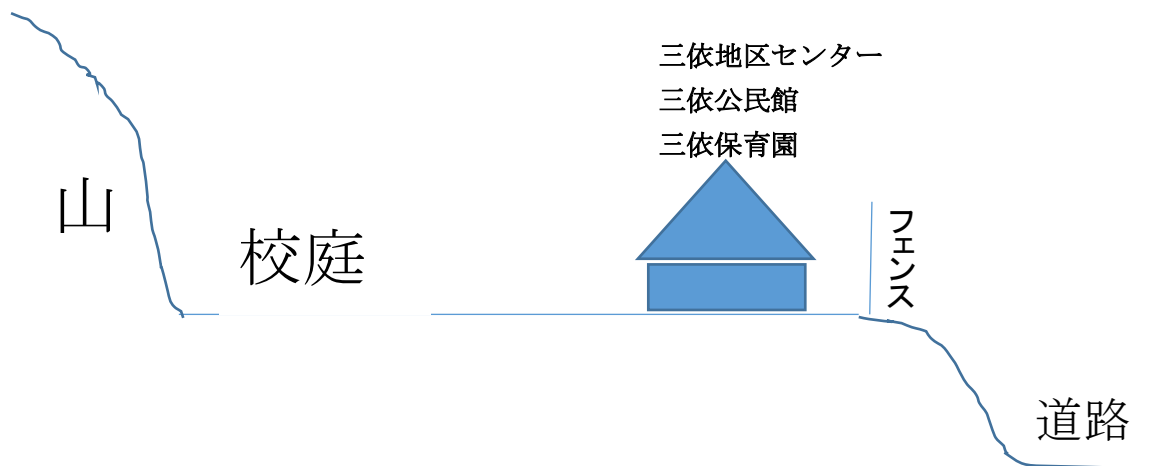 三依地区センター
三依公民館
三依保育園
山
校庭
フェンス
道路